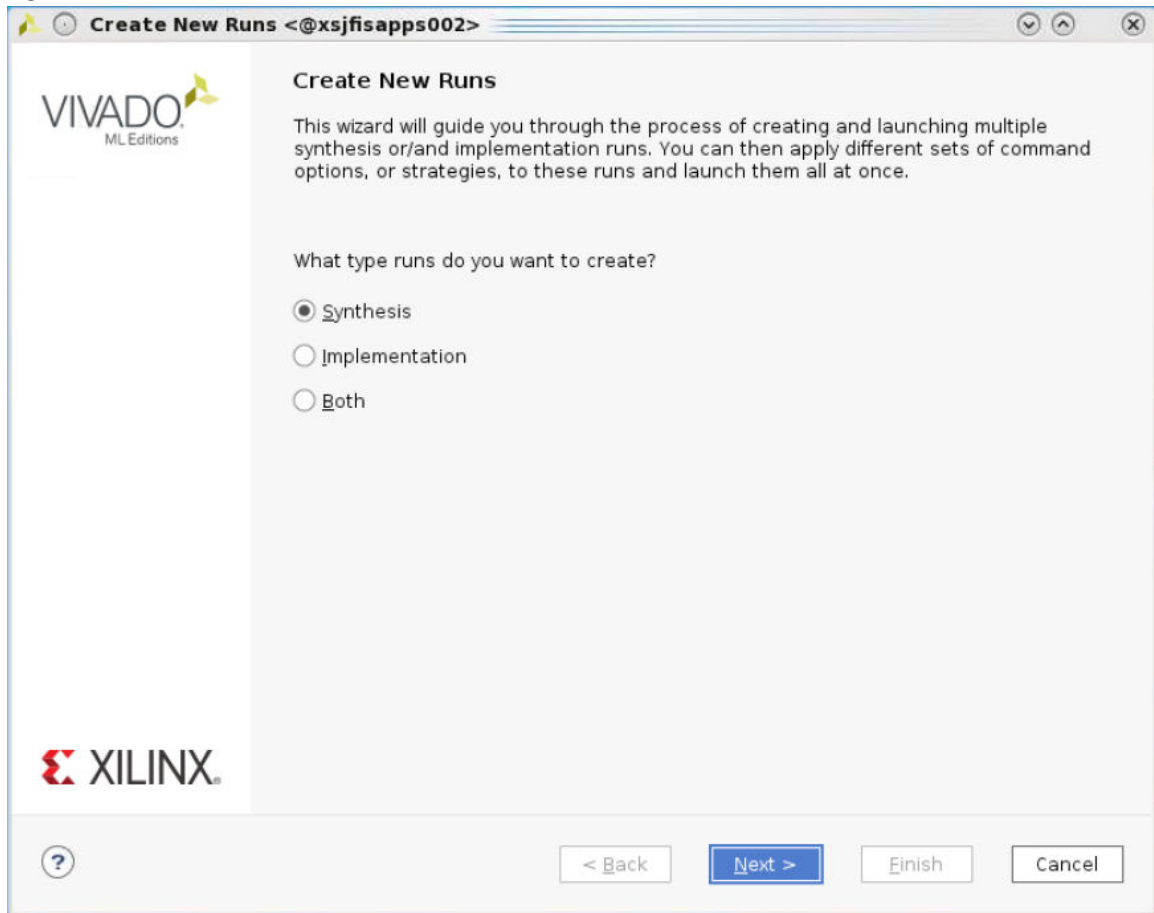 Create New Runs <@xsjfisapps002>
VIVADO.
ML Editions
Create New Runs
This wizard will guide you through the process of creating and launching multiple
synthesis or/and implementation runs. You can then apply different sets of command
options, or strategies, to these runs and launch them all at once.
What type runs do you want to create?
Synthesis
Implementation
Both
XILINX®
?
< Back
Next >
Finish
Cancel